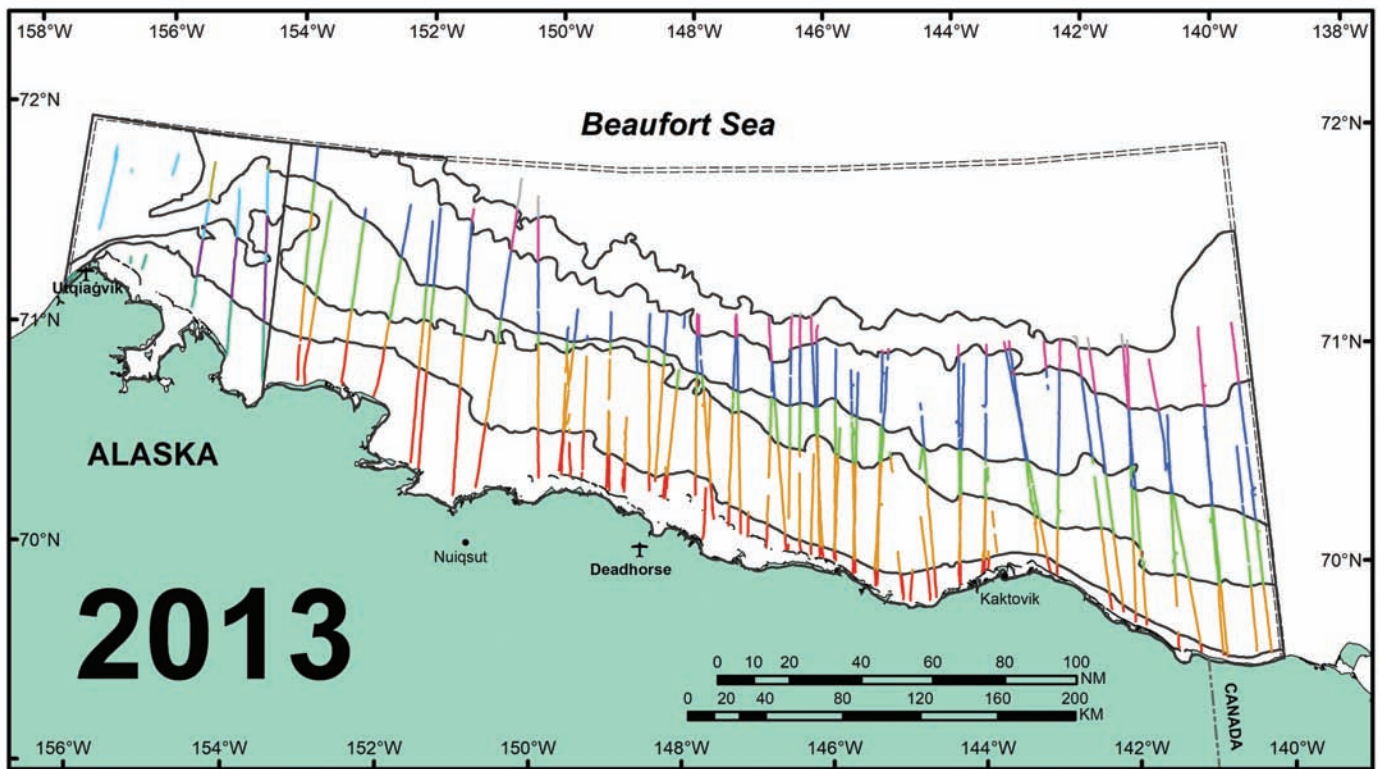 158°W 156°W 154°W 152°W 150°W 148°W 146°W 144°W 142°W 140°W 138°W
72°N 72°N
Beaufort Sea
Utqiaġvik
71°N 71°N
ALASKA
70°N 70°N
Nuiqsut
Deadhorse
Kaktovik
2013
0 10 20 40 60 80 100
NM
0 20 40 80 120 160 200
KM
CANADA
156°W 154°W 152°W 150°W 148°W 146°W 144°W 142°W 140°W